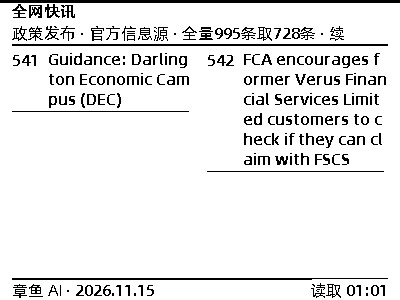 全网快讯
政策发布 · 官方信息源 · 全量995条取728条 · 续
541 Guidance: Darling
ton Economic Cam
pus (DEC)
542 FCA encourages f
ormer Verus Finan
cial Services Limit
ed customers to c
heck if they can cl
aim with FSCS
章鱼 AI · 2026.11.15
读取 01:01